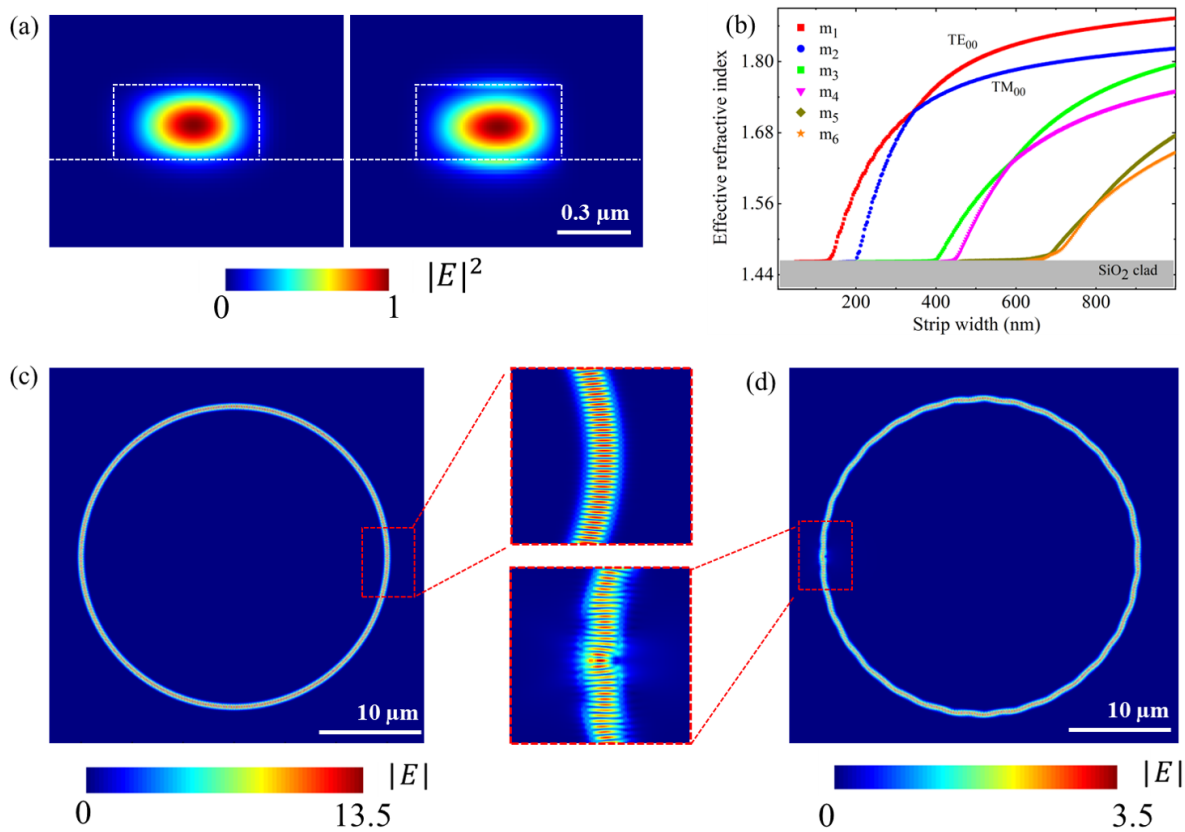 (a)
0.3 μm
0
1
|E|²
(b)
Effective refractive index
1.80
1.68
1.56
1.44
m₁
m₂
m₃
m₄
m₅
m₆
TE₀₀
TM₀₀
SiO₂ clad
200
400
600
800
Strip width (nm)
(c)
10 μm
0
13.5
|E|
(d)
10 μm
0
3.5
|E|